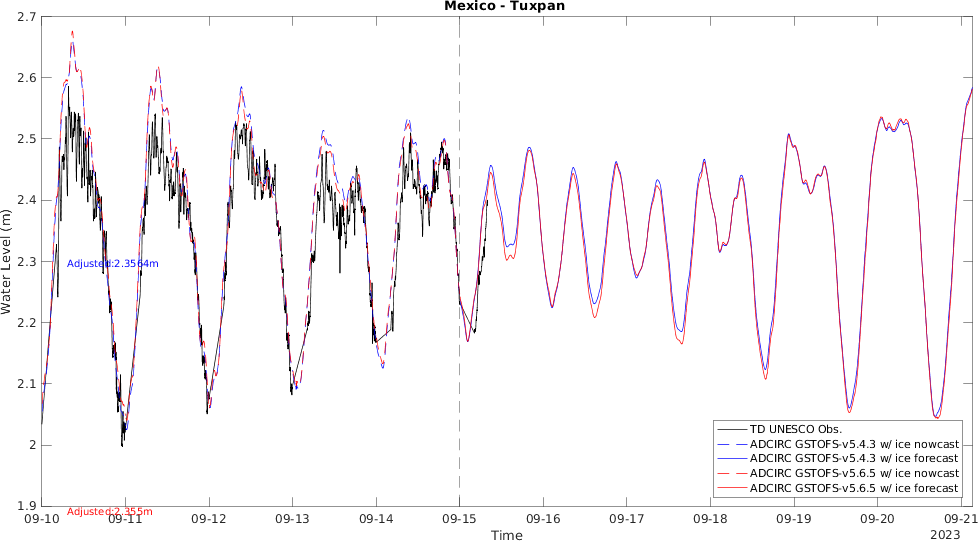 Mexico - Tuxpan
2.7
2.6
2.5
2.4
2.3
2.2
2.1
2
1.9
Water Level (m)
Adjusted:2.3564m
Adjusted:2.355m
TD UNESCO Obs.
ADCIRC GSTOFS-v5.4.3 w/ ice nowcast
ADCIRC GSTOFS-v5.4.3 w/ ice forecast
ADCIRC GSTOFS-v5.6.5 w/ ice nowcast
ADCIRC GSTOFS-v5.6.5 w/ ice forecast
09-10 09-11 09-12 09-13 09-14 09-15 09-16 09-17 09-18 09-19 09-20 09-21
Time
2023